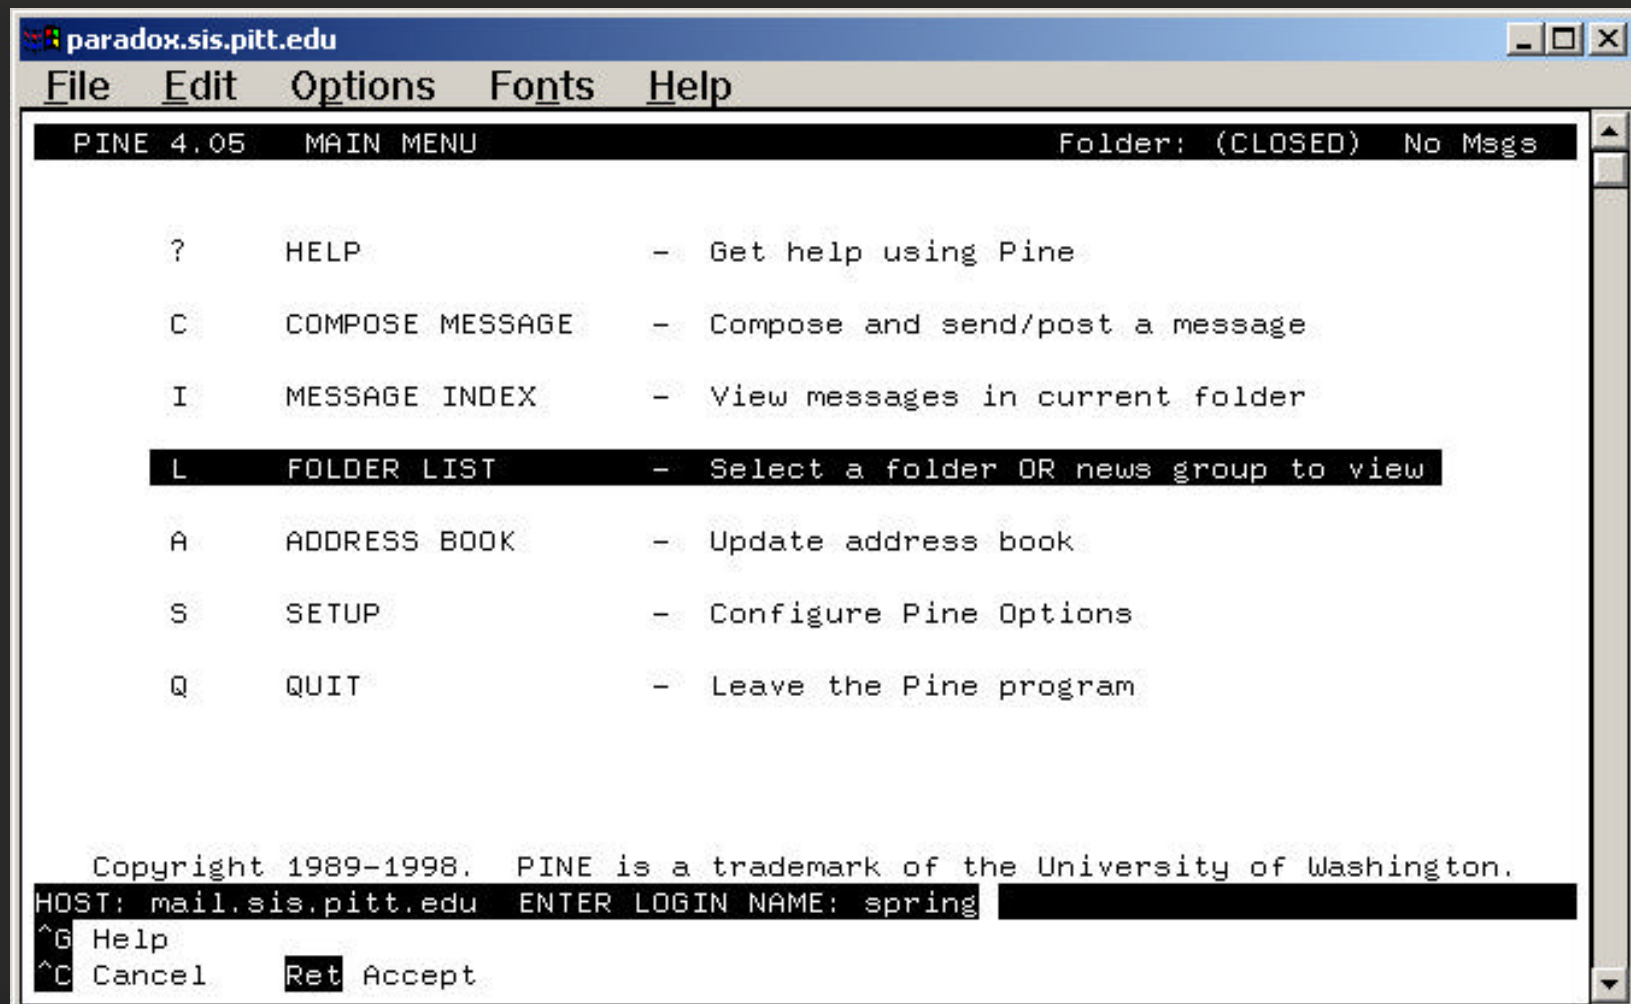 paradox.sis.pitt.edu
File Edit Options Fonts Help
PINE 4.05 MAIN MENU Folder: (CLOSED) No Msgs
? HELP - Get help using Pine
C COMPOSE MESSAGE - Compose and send/post a message
I MESSAGE INDEX - View messages in current folder
L FOLDER LIST - Select a folder OR news group to view
A ADDRESS BOOK - Update address book
S SETUP - Configure Pine Options
Q QUIT - Leave the Pine program
Copyright 1989-1998. PINE is a trademark of the University of Washington.
HOST: mail.sis.pitt.edu ENTER LOGIN NAME: spring
^G Help
^C Cancel Ret Accept